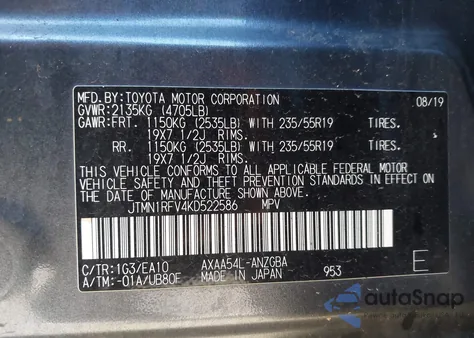 MFD.BY:TOYOTA MOTOR CORPORATION 08/19
GVWR:2135KG (4705LB)
GAWR:FRT. 1150KG (2535LB) WITH 235/55R19 TIRES.
19X7 1/2J RIMS.
RR. 1150KG (2535LB) WITH 235/55R19 TIRES.
19X7 1/2J RIMS.
THIS VEHICLE CONFORMS TO ALL APPLICABLE FEDERAL MOTOR
VEHICLE SAFETY AND THEFT PREVENTION STANDARDS IN EFFECT ON
THE DATE OF MANUFACTURE SHOWN ABOVE.
JTMN1RFV4KD522586 MPV
C/TR:1G3/EA10 AXAA54L-ANZGBA
A/TM:-01A/UB80F MADE IN JAPAN 953 E
autoSnap